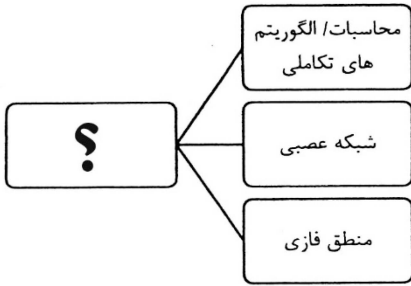 محاسبات/ الگوریتم
های تکاملی
شبکه عصبی
؟
منطق فازی